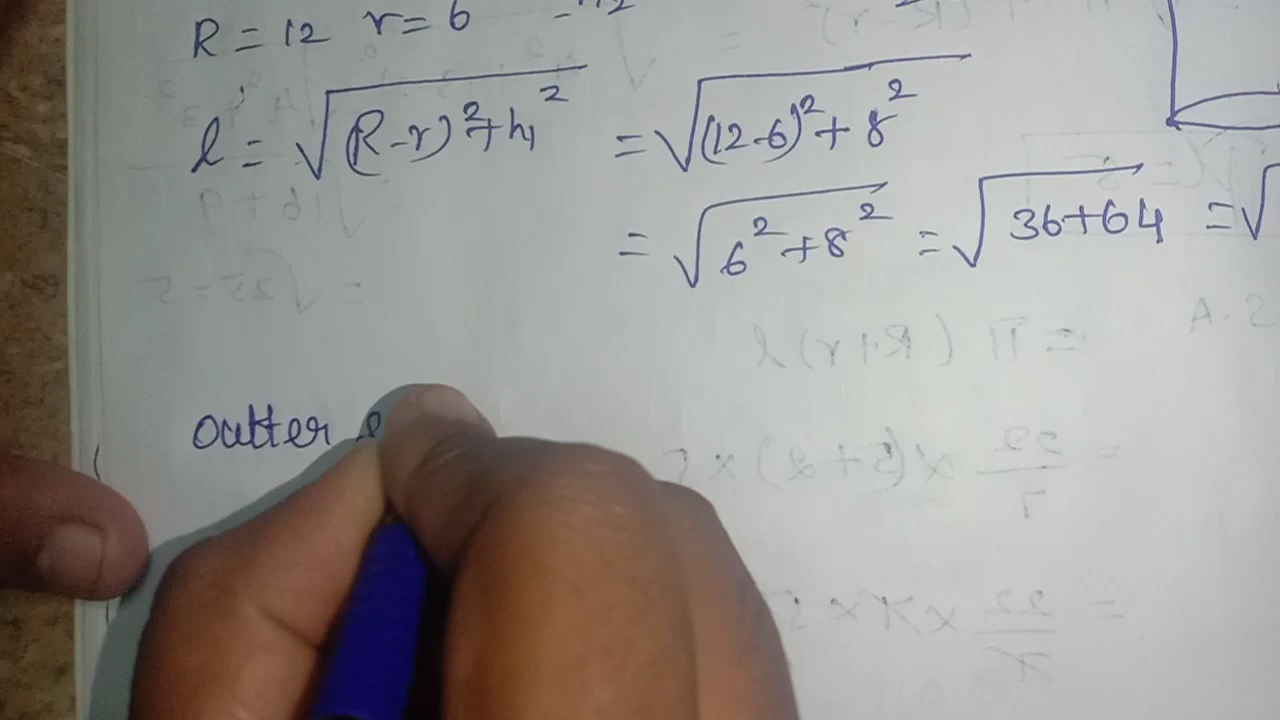 R = 12 r = 6
l = √(R-r)²+h₁² = √(12-6)²+8²
= √6²+8² = √36+64 = √
outter